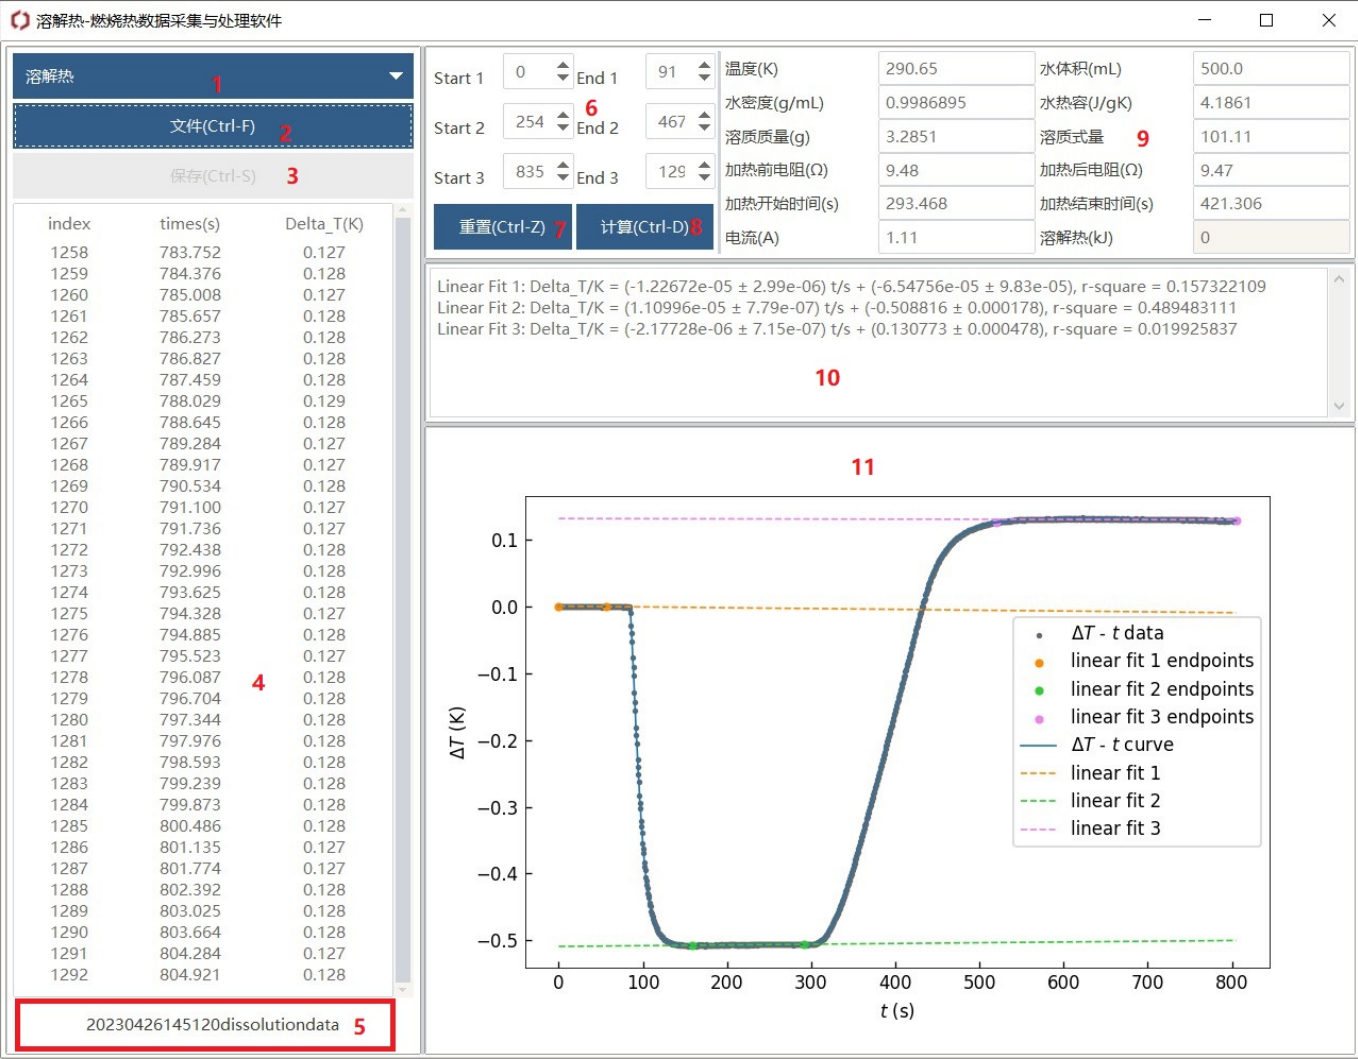 溶解热-燃烧热数据采集与处理软件
溶解热
1
文件(Ctrl-F)
2
保存(Ctrl-S)
3
index times(s) Delta_T(K)
1258 783.752 0.127
1259 784.376 0.128
1260 785.008 0.127
1261 785.657 0.128
1262 786.273 0.128
1263 786.827 0.128
1264 787.459 0.128
1265 788.029 0.129
1266 788.645 0.128
1267 789.284 0.127
1268 789.917 0.127
1269 790.534 0.128
1270 791.100 0.127
1271 791.736 0.127
1272 792.438 0.128
1273 792.996 0.128
1274 793.625 0.128
1275 794.328 0.127
1276 794.885 0.128
1277 795.523 0.127
1278 796.087 0.128
1279 796.704 0.128
1280 797.344 0.128
1281 797.976 0.128
1282 798.593 0.128
1283 799.239 0.128
1284 799.873 0.128
1285 800.486 0.128
1286 801.135 0.127
1287 801.774 0.127
1288 802.392 0.128
1289 803.025 0.128
1290 803.664 0.128
1291 804.284 0.127
1292 804.921 0.128
4
20230426145120dissolutiondata 5
Start 1 0 End 1 91
6
Start 2 254 End 2 467
Start 3 835 End 3 129
重置(Ctrl-Z) 7 计算(Ctrl-D) 8
温度(K) 290.65 水体积(mL) 500.0
水密度(g/mL) 0.9986895 水热容(J/gK) 4.1861
溶质质量(g) 3.2851 溶质式量 9 101.11
加热前电阻(Ω) 9.48 加热后电阻(Ω) 9.47
加热开始时间(s) 293.468 加热结束时间(s) 421.306
电流(A) 1.11 溶解热(kJ) 0
Linear Fit 1: Delta_T/K = (-1.22672e-05 ± 2.99e-06) t/s + (-6.54756e-05 ± 9.83e-05), r-square = 0.157322109
Linear Fit 2: Delta_T/K = (1.10996e-05 ± 7.79e-07) t/s + (-0.508816 ± 0.000178), r-square = 0.489483111
Linear Fit 3: Delta_T/K = (-2.17728e-06 ± 7.15e-07) t/s + (0.130773 ± 0.000478), r-square = 0.019925837
10
11
0.1
0.0
−0.1
−0.2
−0.3
−0.4
−0.5
ΔT (K)
0 100 200 300 400 500 600 700 800
t (s)
ΔT - t data
linear fit 1 endpoints
linear fit 2 endpoints
linear fit 3 endpoints
ΔT - t curve
linear fit 1
linear fit 2
linear fit 3